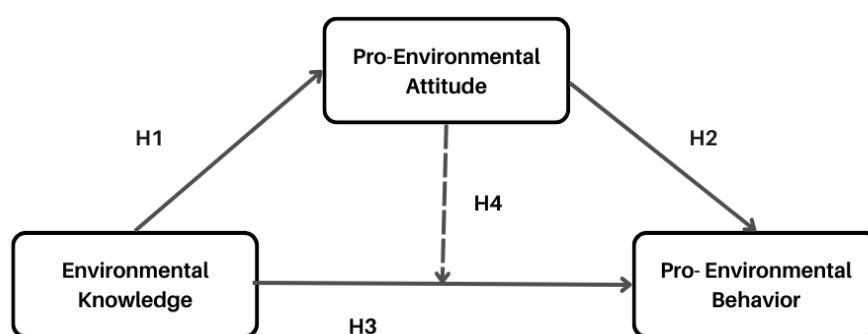 Pro-Environmental
Attitude
H1
H2
H4
Environmental
Knowledge
Pro- Environmental
Behavior
H3